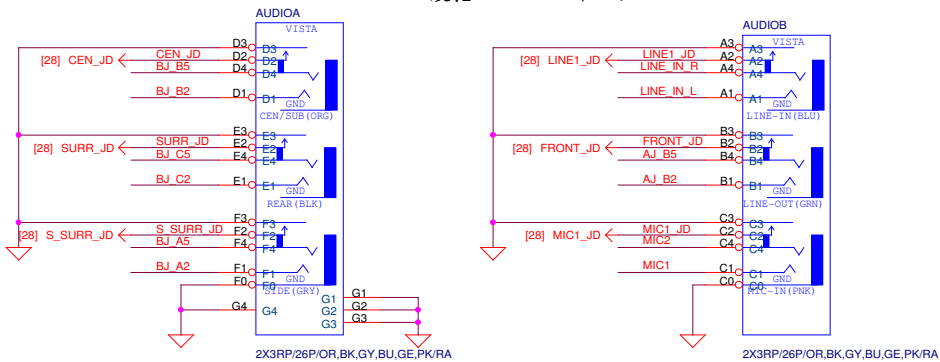 AUDIOA
VISTA
D3 D3
[28] CEN_JD CEN_JD D2 D2
BJ_B5 D4 D4
BJ_B2 D1 D1
GND
CEN/SUB(ORG)
E3 E3
[28] SURR_JD SURR_JD E2 E2
BJ_C5 E4 E4
BJ_C2 E1 E1
GND
REAR(BLK)
F3 F3
[28] S_SURR_JD S_SURR_JD F2 F2
BJ_A5 F4 F4
BJ_A2 F1 F1
GND
F0 F0
SIDE(GRY)
G1 G1
G4 G4 G2 G2
G3 G3
2X3RP/26P/OR,BK,GY,BU,GE,PK/RA
AUDIOB
VISTA
A3 A3
[28] LINE1_JD LINE1_JD A2 A2
LINE_IN_R A4 A4
LINE_IN_L A1 A1
GND
LINE-IN(BLU)
B3 B3
[28] FRONT_JD FRONT_JD B2 B2
AJ_B5 B4 B4
AJ_B2 B1 B1
GND
LINE-OUT(GRN)
C3 C3
[28] MIC1_JD MIC1_JD C2 C2
MIC2 C4 C4
MIC1 C1 C1
GND
C0 C0
MIC-IN(PNK)
2X3RP/26P/OR,BK,GY,BU,GE,PK/RA